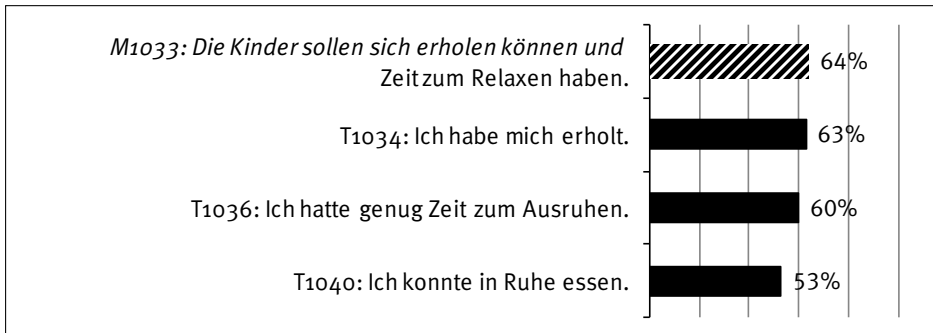 M1033: Die Kinder sollen sich erholen können und
Zeit zum Relaxen haben.
64%
T1034: Ich habe mich erholt.
63%
T1036: Ich hatte genug Zeit zum Ausruhen.
60%
T1040: Ich konnte in Ruhe essen.
53%